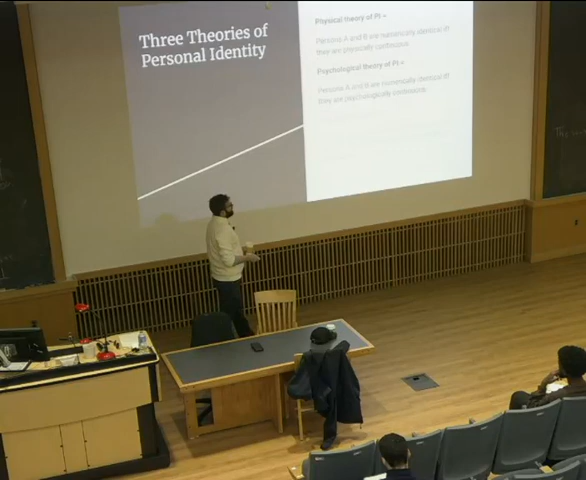 Three Theories of
Personal Identity
Physical theory of PI =
Persons A and B are numerically identical iff
they are physically continuous
Psychological theory of PI =
Persons A and B are numerically identical iff
they are psychologically continuous